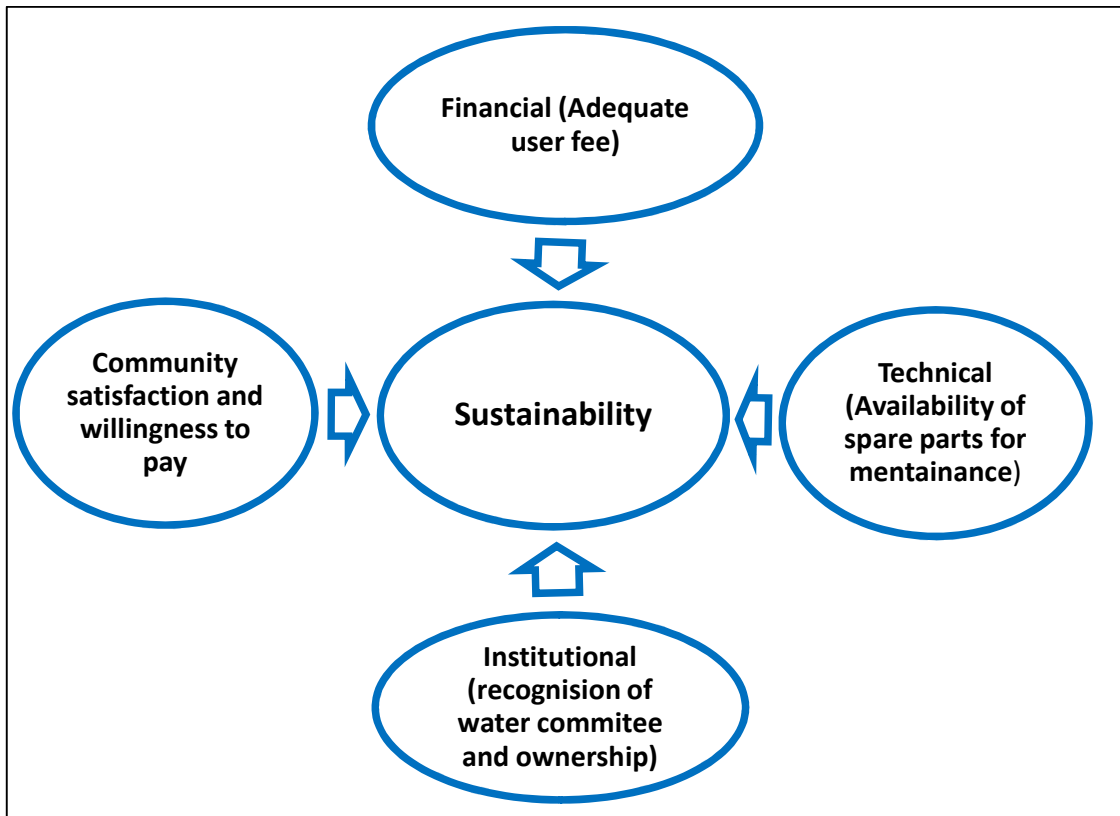 Financial (Adequate
user fee)
Community
satisfaction and
willingness to
pay
Sustainability
Technical
(Availability of
spare parts for
mentainance)
Institutional
(recognision of
water commitee
and ownership)